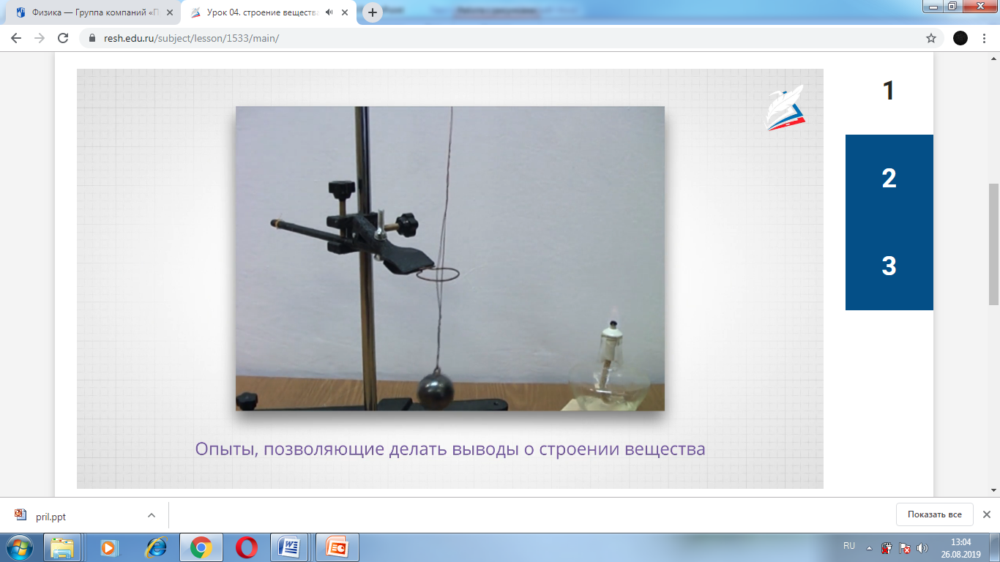 Физика — Группа компаний «П
Урок 04. строение вещества
resh.edu.ru/subject/lesson/1533/main/
1
2
3
Опыты, позволяющие делать выводы о строении вещества
pril.ppt
Показать все
RU
13:04
26.08.2019